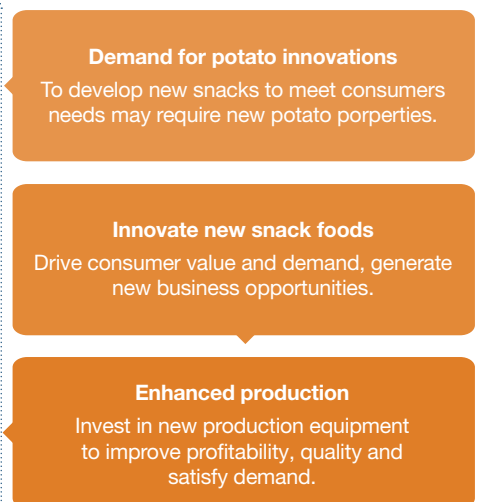 Demand for potato innovations
To develop new snacks to meet consumers
needs may require new potato porperties.
Innovate new snack foods
Drive consumer value and demand, generate
new business opportunities.
Enhanced production
Invest in new production equipment
to improve profitability, quality and
satisfy demand.